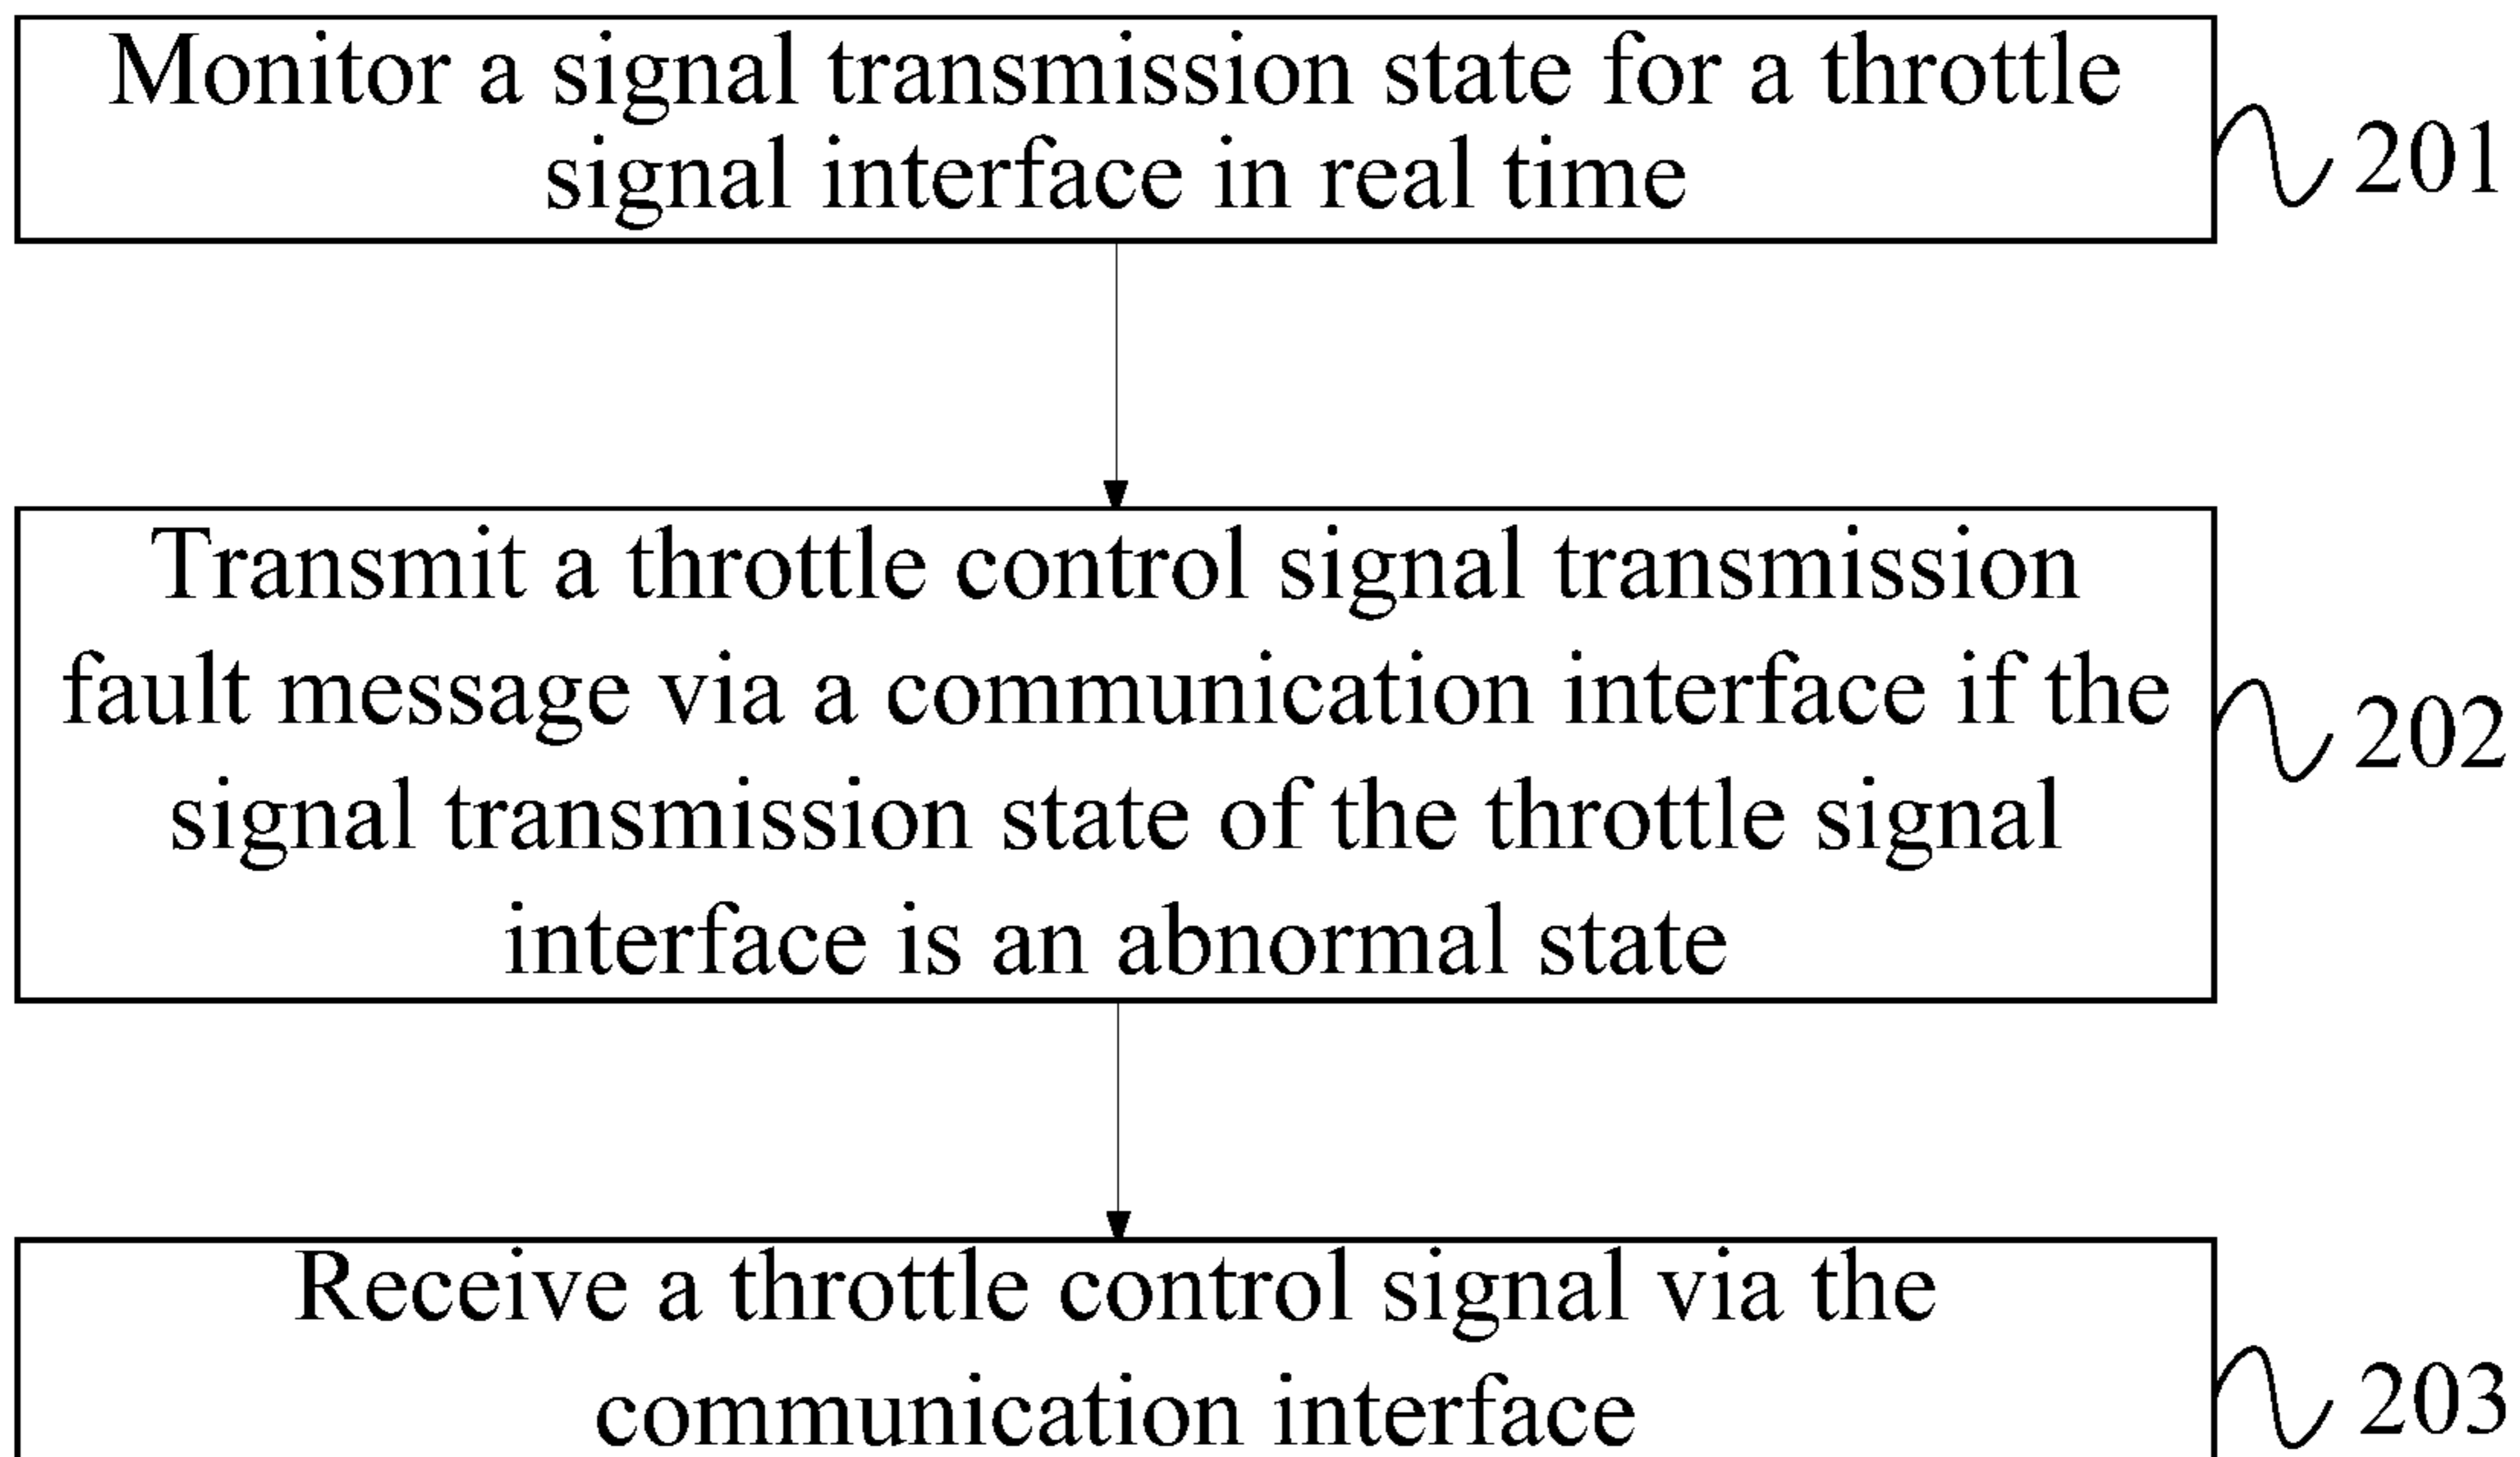 Monitor a signal transmission state for a throttle
signal interface in real time
201
Transmit a throttle control signal transmission
fault message via a communication interface if the
signal transmission state of the throttle signal
interface is an abnormal state
202
Receive a throttle control signal via the
communication interface
203